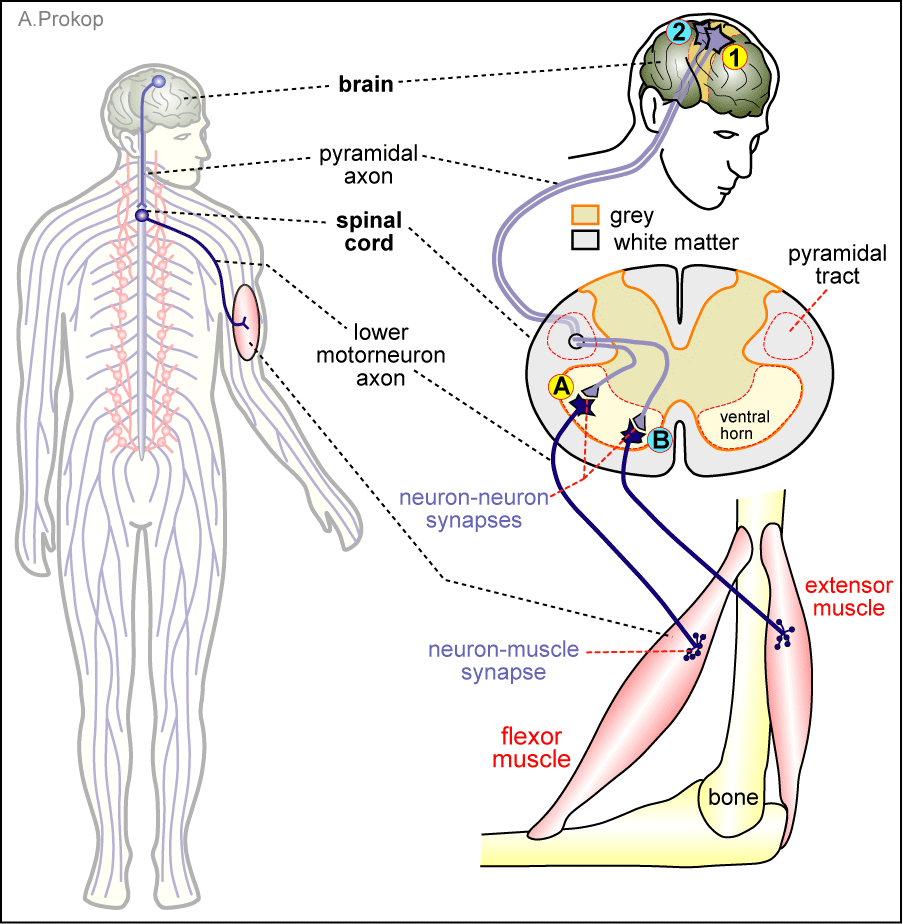 A.Prokop
2
1
brain
pyramidal
axon
spinal
cord
grey
white matter
pyramidal
tract
lower
motorneuron
axon
A
ventral
horn
B
neuron-neuron
synapses
extensor
muscle
neuron-muscle
synapse
flexor
muscle
bone